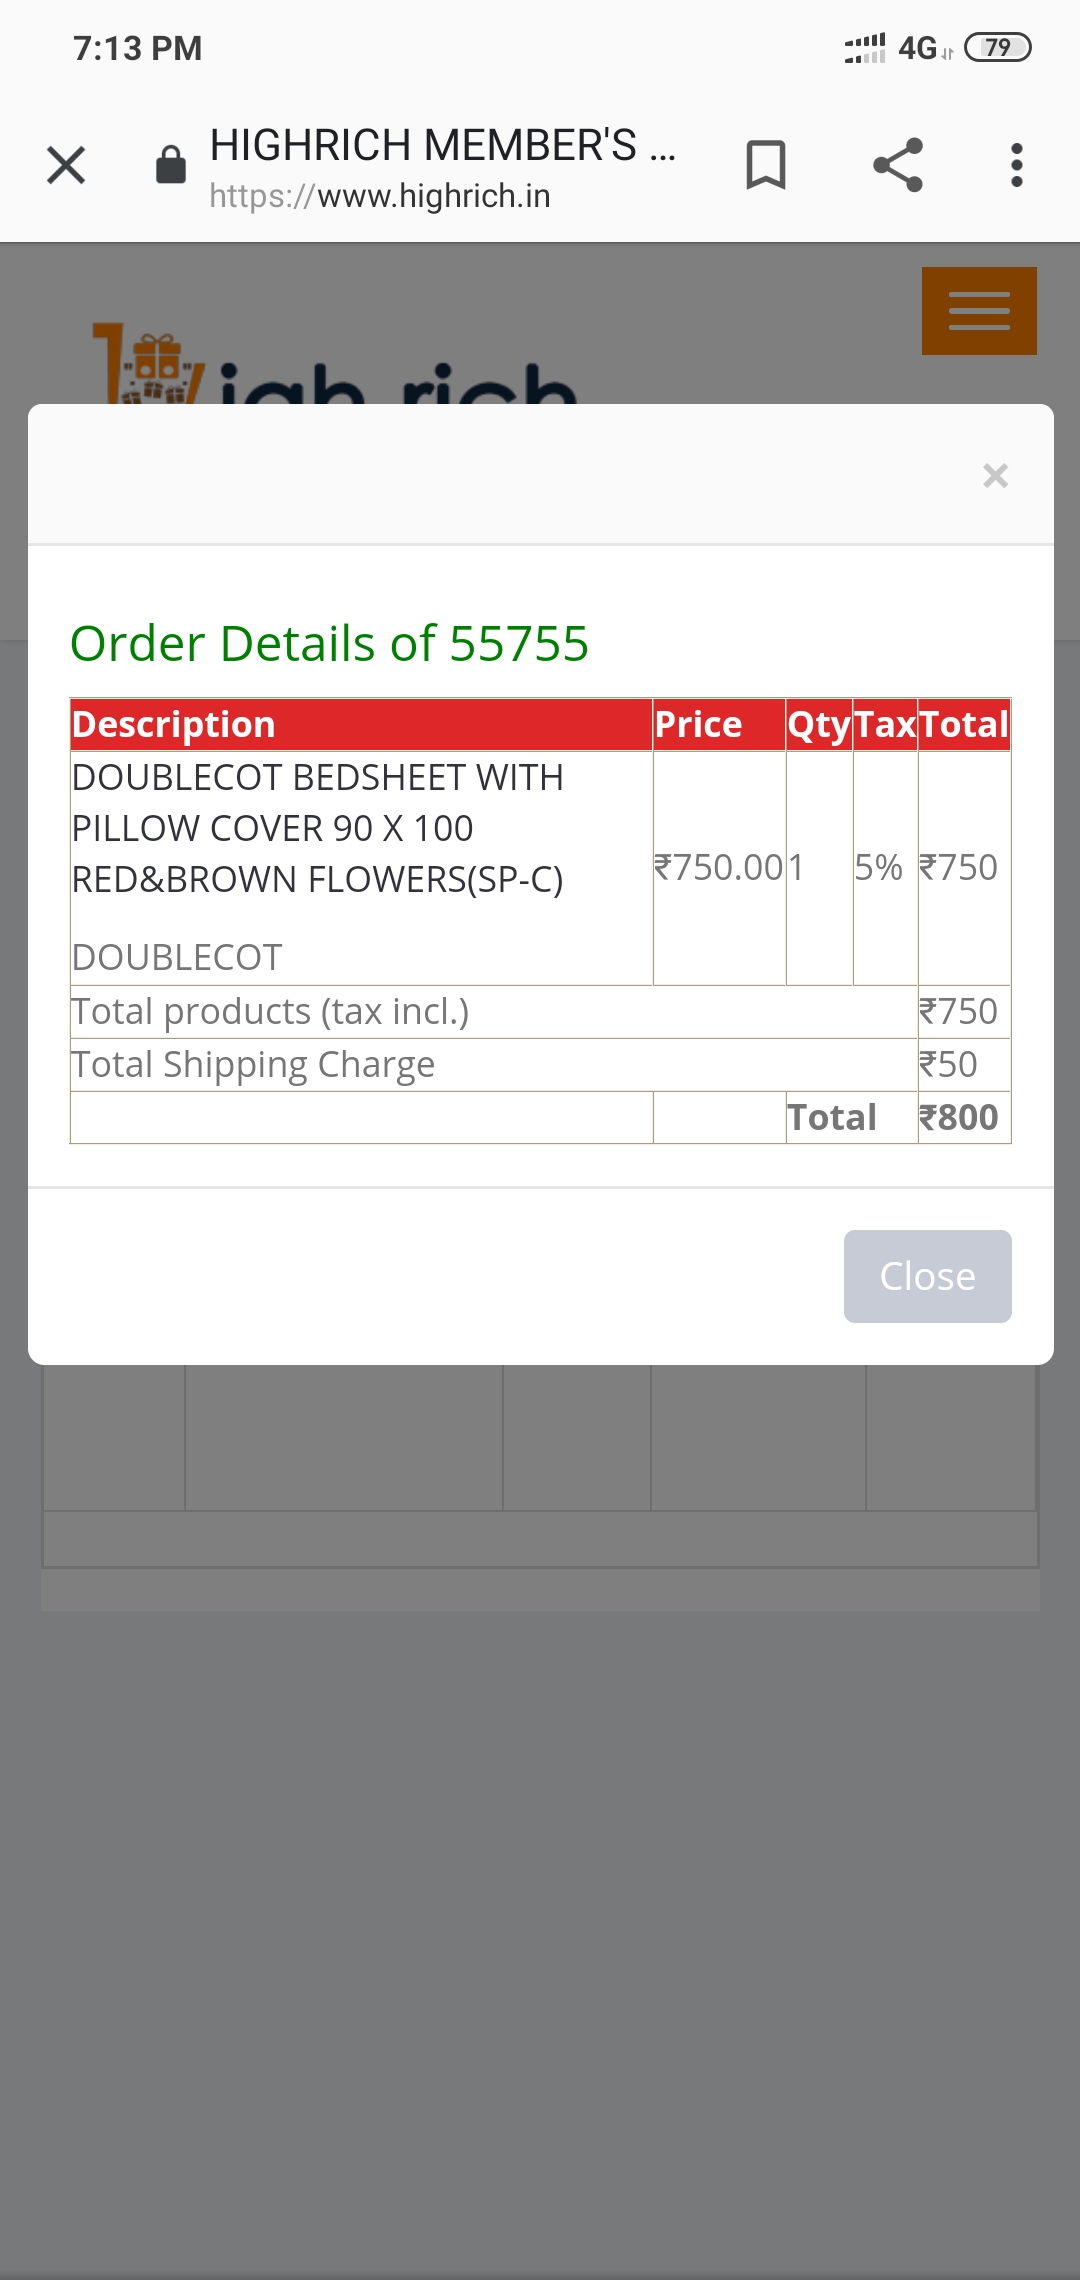 7:13 PM
4G 79
HIGHRICH MEMBER'S ...
https://www.highrich.in
igh rich
×
Order Details of 55755
Description Price Qty Tax Total
DOUBLECOT BEDSHEET WITH
PILLOW COVER 90 X 100
RED&BROWN FLOWERS(SP-C)
₹750.00 1 5% ₹750
DOUBLECOT
Total products (tax incl.) ₹750
Total Shipping Charge ₹50
Total ₹800
Close